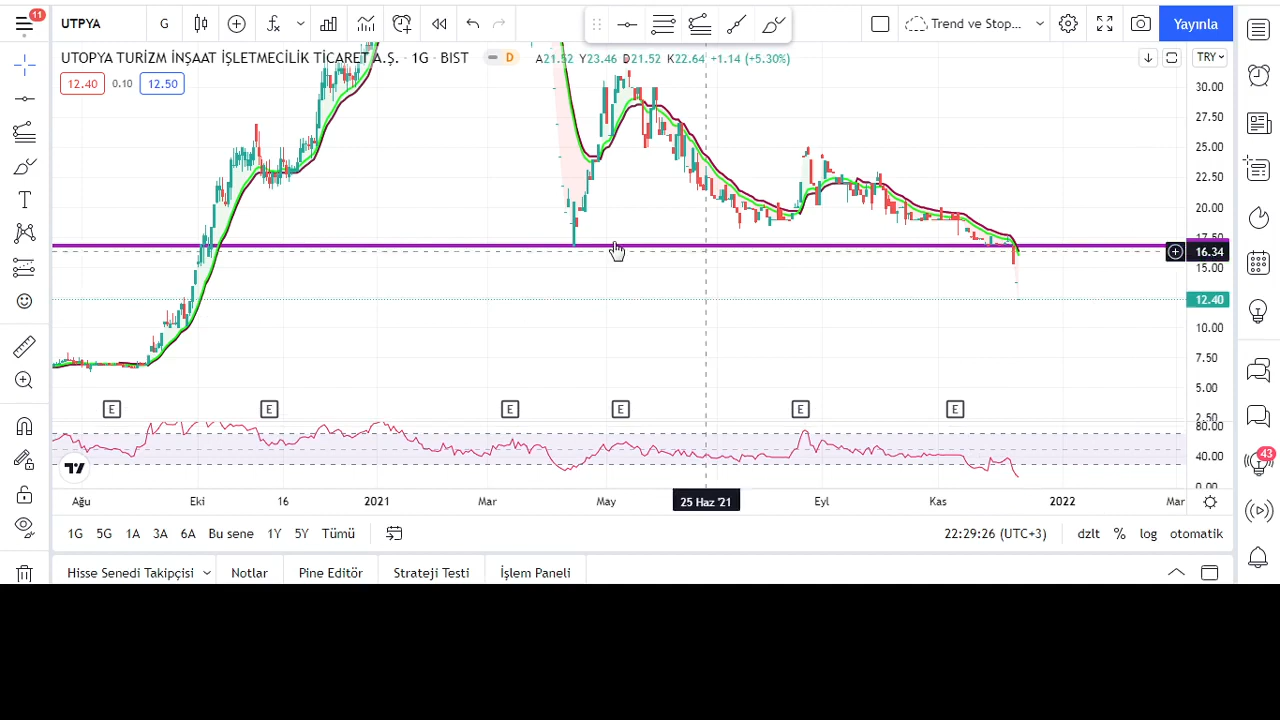 11
UTPYA
G
Trend ve Stop...
Yayınla
UTOPYA TURİZM İNŞAAT İŞLETMECİLİK TİCARET A.Ş. · 1G · BIST
D
A21.52 Y23.46 D21.52 K22.64 +1.14 (+5.30%)
TRY
12.40
0.10
12.50
30.00
27.50
25.00
22.50
20.00
17.50
16.34
15.00
12.40
10.00
7.50
5.00
2.50
E
E
E
E
E
E
80.00
40.00
0.00
43
Ağu
Eki
16
2021
Mar
May
25 Haz '21
Eyl
Kas
2022
Mar
1G
5G
1A
3A
6A
Bu sene
1Y
5Y
Tümü
22:29:26 (UTC+3)
dzlt
%
log
otomatik
Hisse Senedi Takipçisi
Notlar
Pine Editör
Strateji Testi
İşlem Paneli